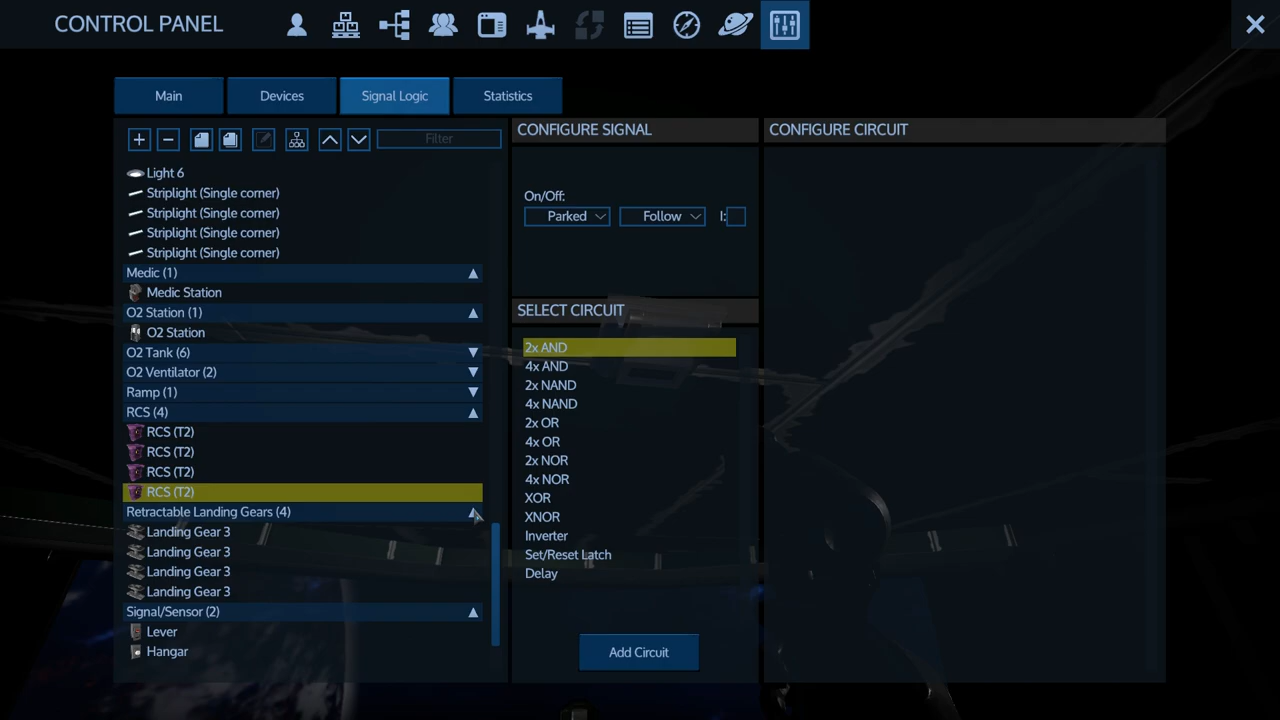 CONTROL PANEL
Main
Devices
Signal Logic
Statistics
Filter
Light 6
Striplight (Single corner)
Striplight (Single corner)
Striplight (Single corner)
Striplight (Single corner)
Medic (1)
Medic Station
O2 Station (1)
O2 Station
O2 Tank (6)
O2 Ventilator (2)
Ramp (1)
RCS (4)
RCS (T2)
RCS (T2)
RCS (T2)
RCS (T2)
Retractable Landing Gears (4)
Landing Gear 3
Landing Gear 3
Landing Gear 3
Landing Gear 3
Signal/Sensor (2)
Lever
Hangar
CONFIGURE SIGNAL
On/Off:
Parked
Follow
I:
SELECT CIRCUIT
2x AND
4x AND
2x NAND
4x NAND
2x OR
4x OR
2x NOR
4x NOR
XOR
XNOR
Inverter
Set/Reset Latch
Delay
Add Circuit
CONFIGURE CIRCUIT